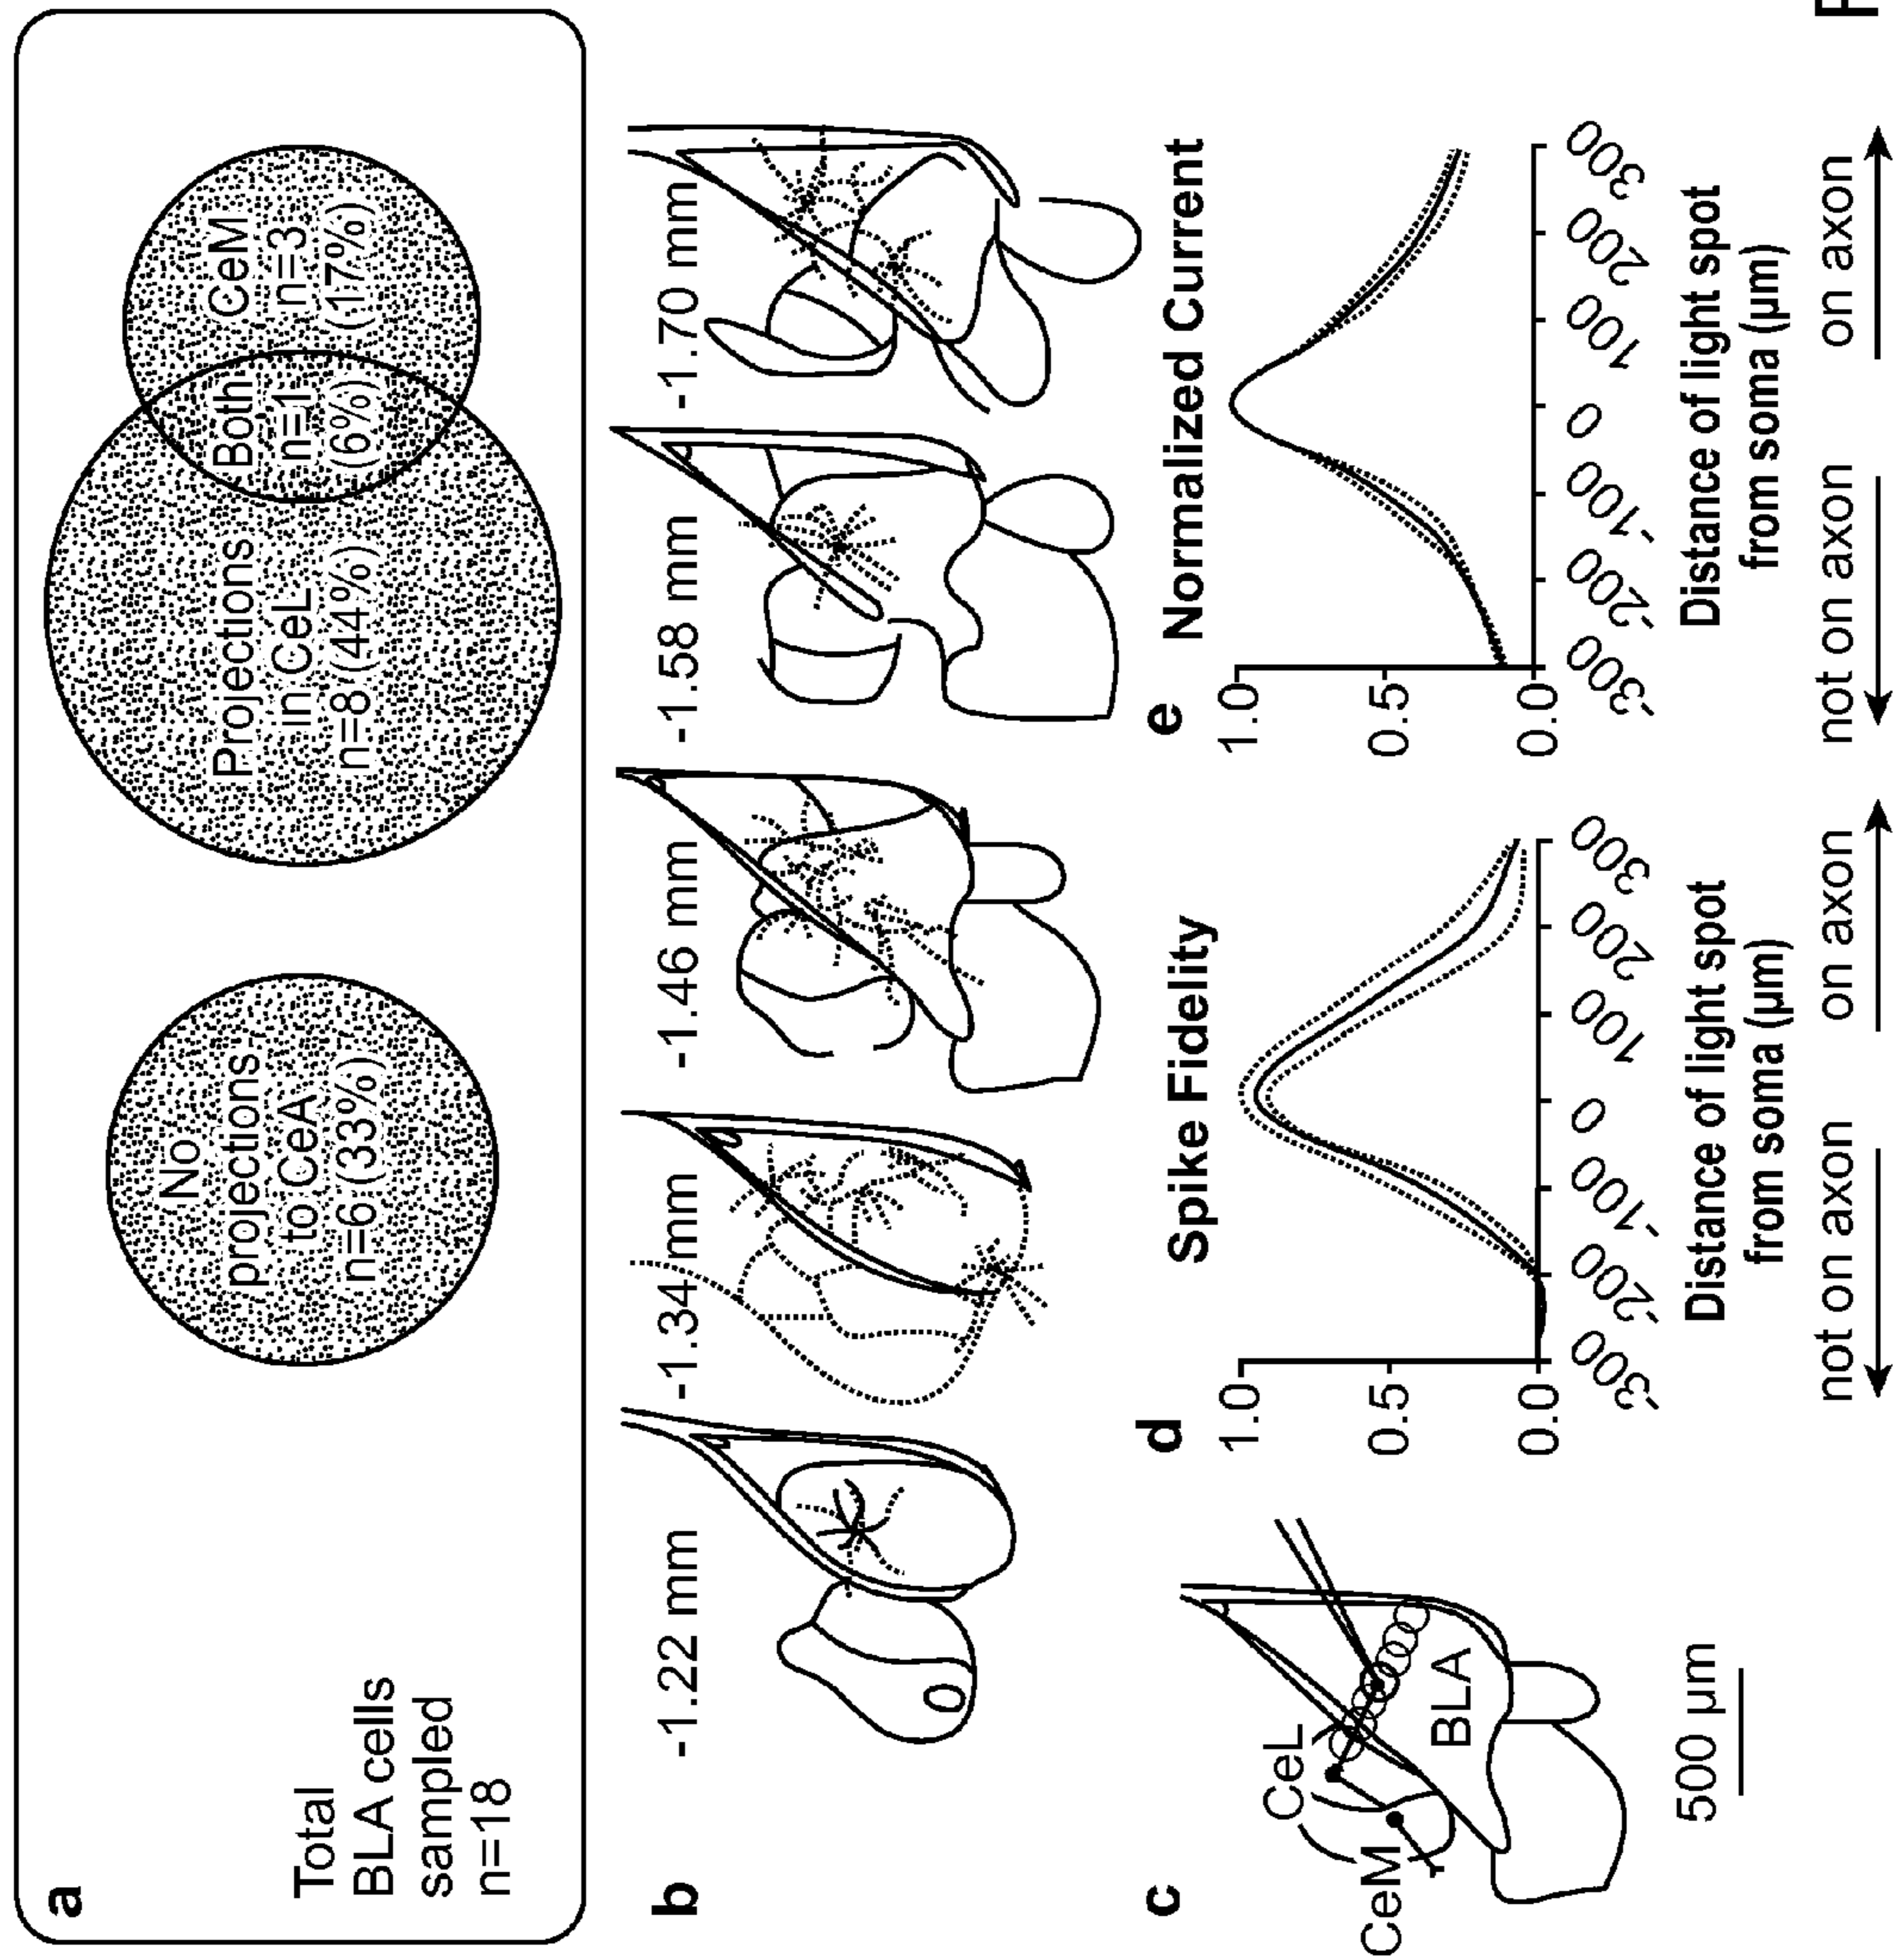 a
Total
BLA cells
sampled
n=18
No
projections
to CeA
n=6 (33%)
Projections
in CeL
n=8 (44%)
Both
n=1
(6%)
CeM
n=3
(17%)
b
-1.22 mm
-1.34 mm
-1.46 mm
-1.58 mm
-1.70 mm
c
CeM
CeL
BLA
500 µm
d
Spike Fidelity
1.0
0.5
0.0
-300 -200 -100 0 100 200 300
Distance of light spot
from soma (µm)
not on axon on axon
e
Normalized Current
1.0
0.5
0.0
-300 -200 -100 0 100 200 300
Distance of light spot
from soma (µm)
not on axon on axon